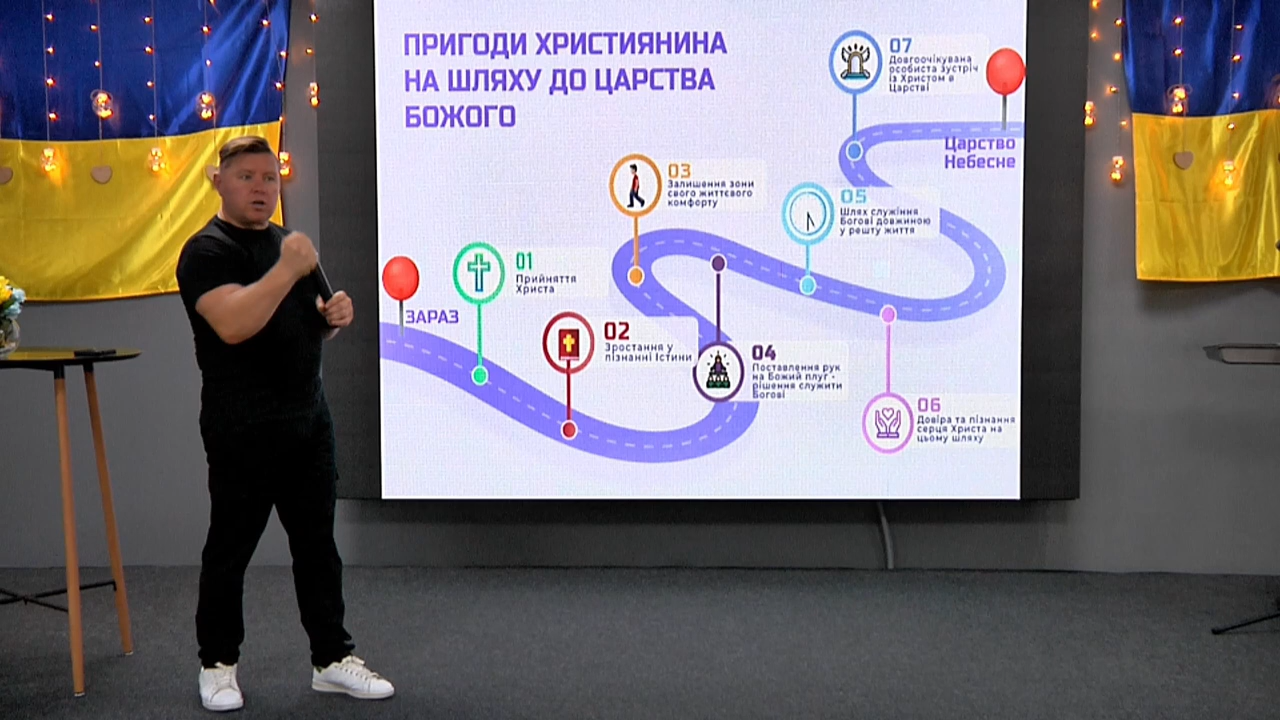 ПРИГОДИ ХРИСТИЯНИНА
НА ШЛЯХУ ДО ЦАРСТВА
БОЖОГО
ЗАРАЗ
01
Прийняття
Христа
02
Зростання у
пізнанні Істини
03
Залишення зони
свого життєвого
комфорту
04
Поставлення рук
на Божий плуг -
рішення служити
Богові
05
Шлях служіння
Богові довжиною
у решту життя
06
Довіра та пізнання
серця Христа на
цьому шляху
07
Довгоочікувана
особиста зустріч
із Христом в
Царстві
Царство
Небесне